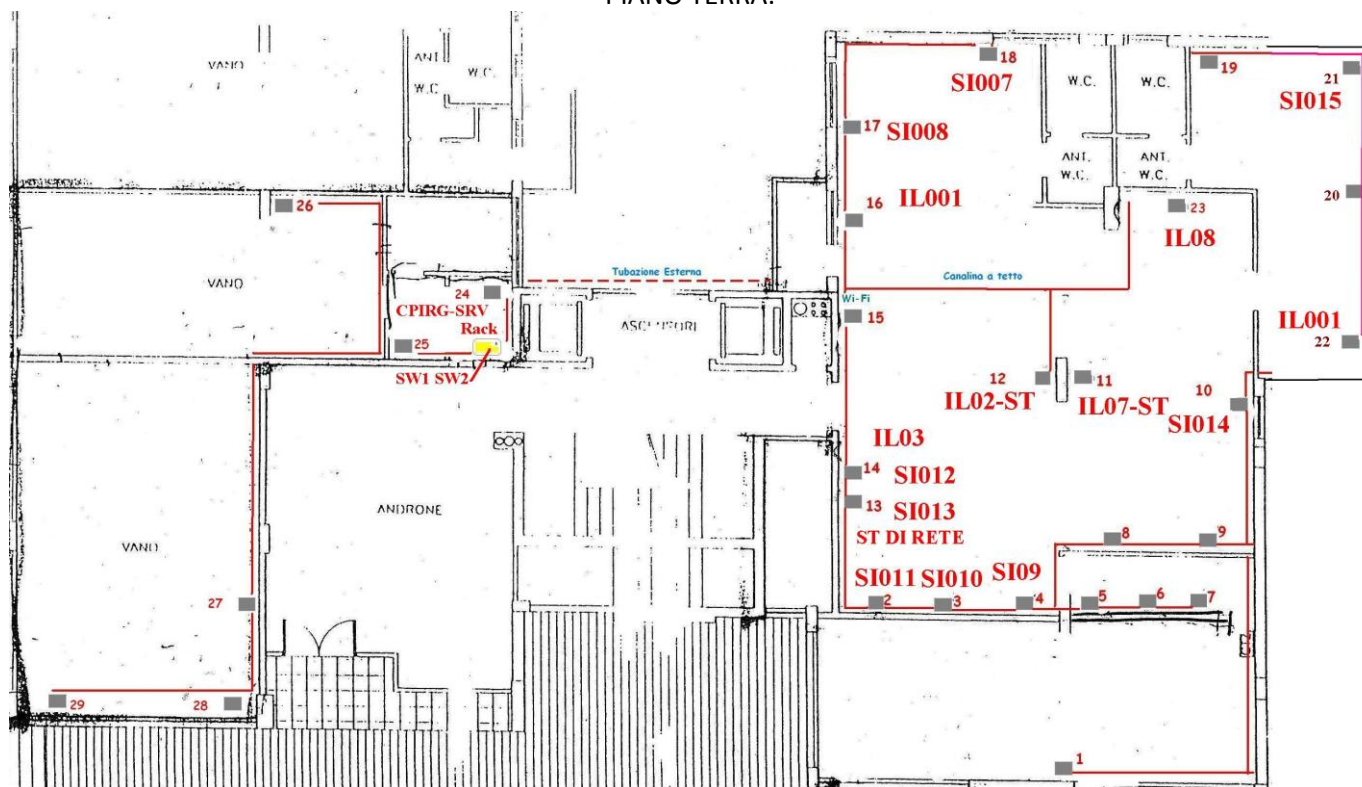 PIANO TERRA:
VANO
ANT.
W.C.
W.C.
18
SI007
W.C.
W.C.
19
21
SI015
17 SI008
ANT.
W.C.
ANT.
W.C.
26
16
IL001
23
IL08
20
VANO
Tubazione Esterna
Canalina a tetto
24
CPIRG-SRV
Rack
25
SW1 SW2
ASCENSORI
Wi-Fi
15
IL001
22
12
IL02-ST
11
IL07-ST
10
SI014
IL03
14 SI012
13 SI013
ST DI RETE
ANDRONE
VANO
8
9
SI011
SI010
SI09
2
3
4
5
6
7
27
29
28
1